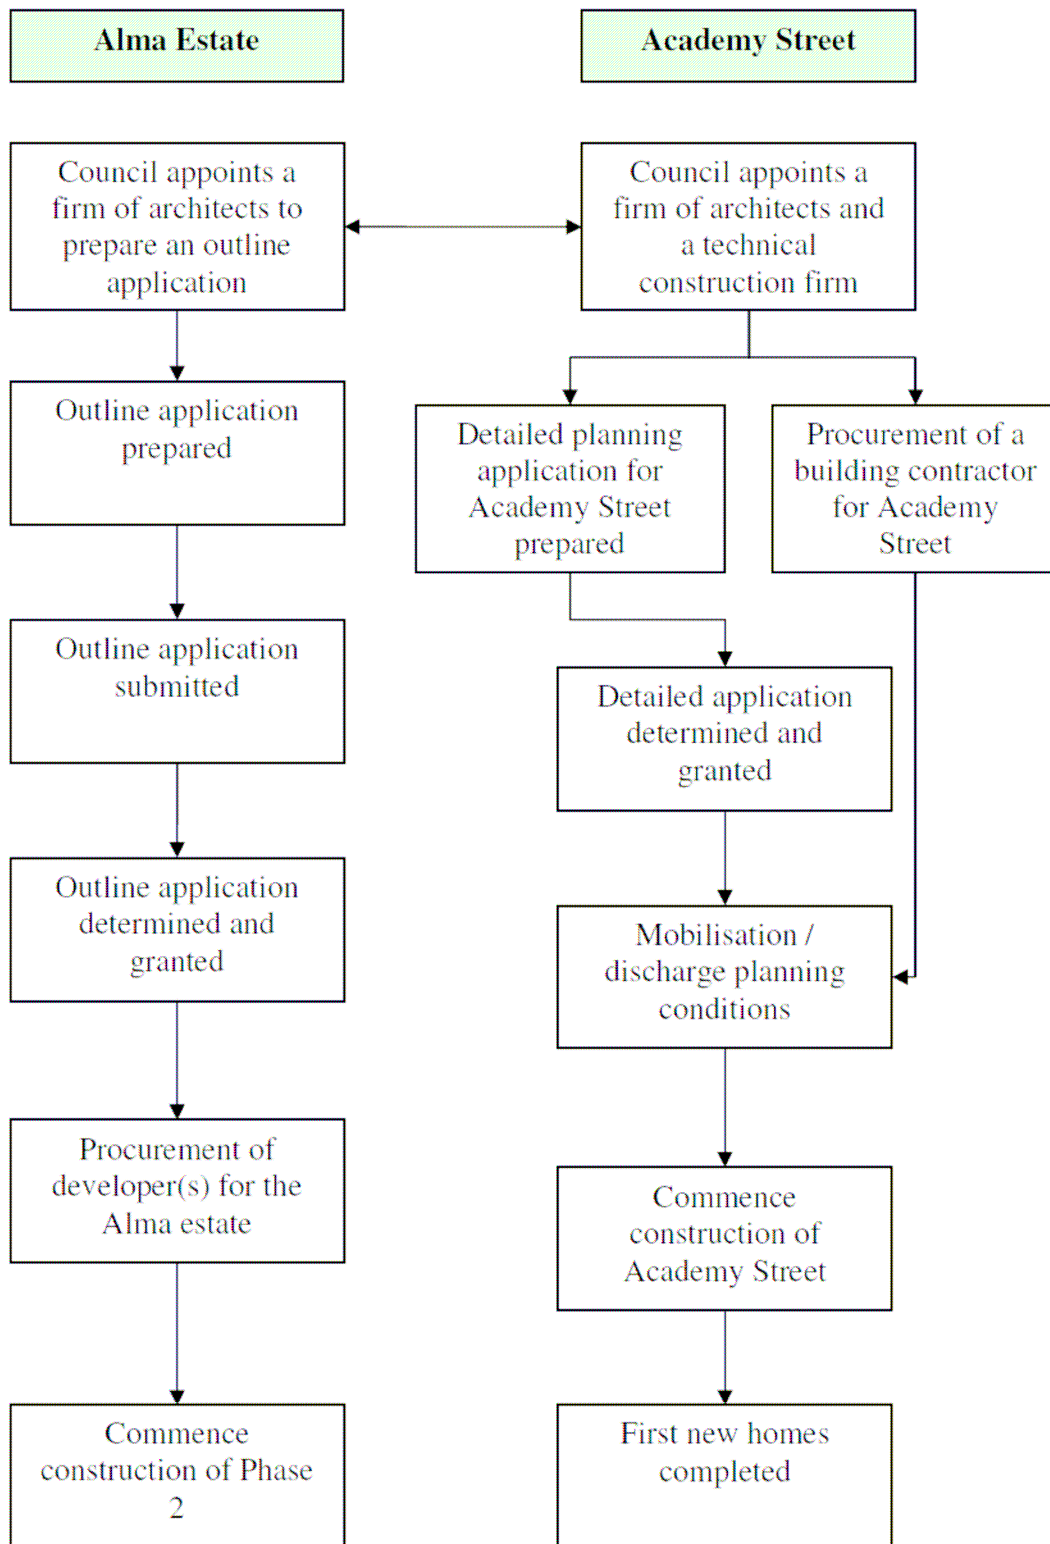 Alma Estate
Academy Street
Council appoints a
firm of architects to
prepare an outline
application
Council appoints a
firm of architects and
a technical
construction firm
Outline application
prepared
Detailed planning
application for
Academy Street
prepared
Procurement of a
building contractor
for Academy
Street
Outline application
submitted
Detailed application
determined and
granted
Outline application
determined and
granted
Mobilisation /
discharge planning
conditions
Procurement of
developer(s) for the
Alma estate
Commence
construction of
Academy Street
Commence
construction of Phase
2
First new homes
completed